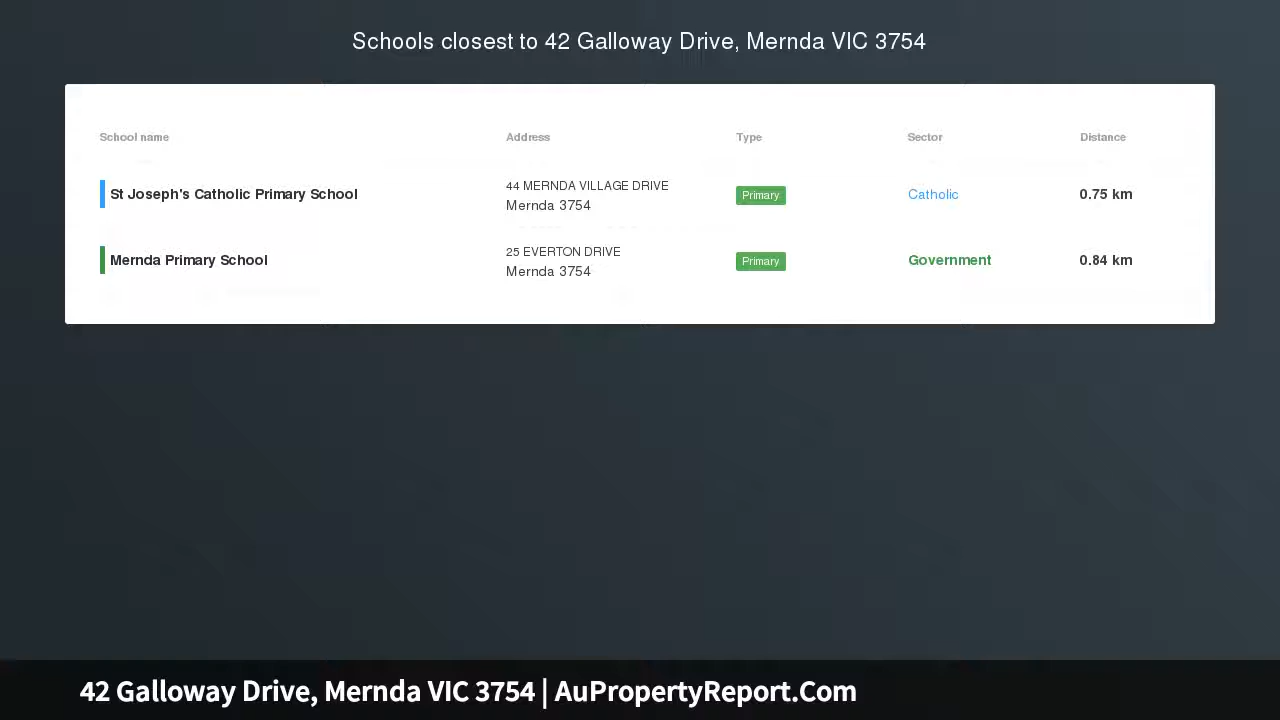 Schools closest to 42 Galloway Drive, Mernda VIC 3754
School name Address Type Sector Distance
St Joseph's Catholic Primary School 44 MERNDA VILLAGE DRIVE Primary Catholic 0.75 km
Mernda 3754
Mernda Primary School 25 EVERTON DRIVE Primary Government 0.84 km
Mernda 3754
42 Galloway Drive, Mernda VIC 3754 | AuPropertyReport.Com